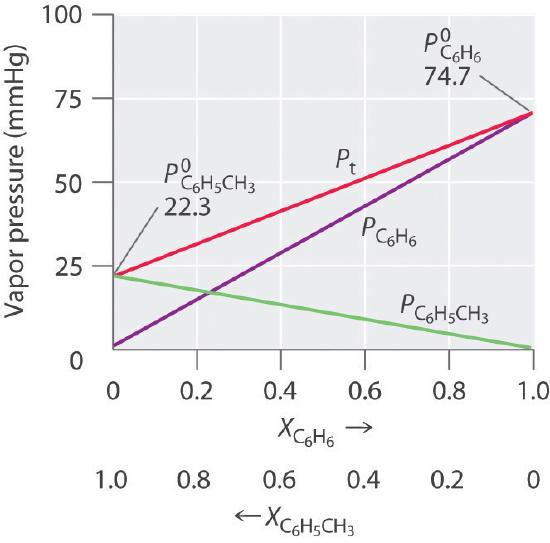 Vapor pressure (mmHg)
100
75
50
25
0
P⁰C₆H₆
74.7
P⁰C₆H₅CH₃
22.3
Pt
PC₆H₆
PC₆H₅CH₃
0 0.2 0.4 0.6 0.8 1.0
XC₆H₆ →
1.0 0.8 0.6 0.4 0.2 0
← XC₆H₅CH₃